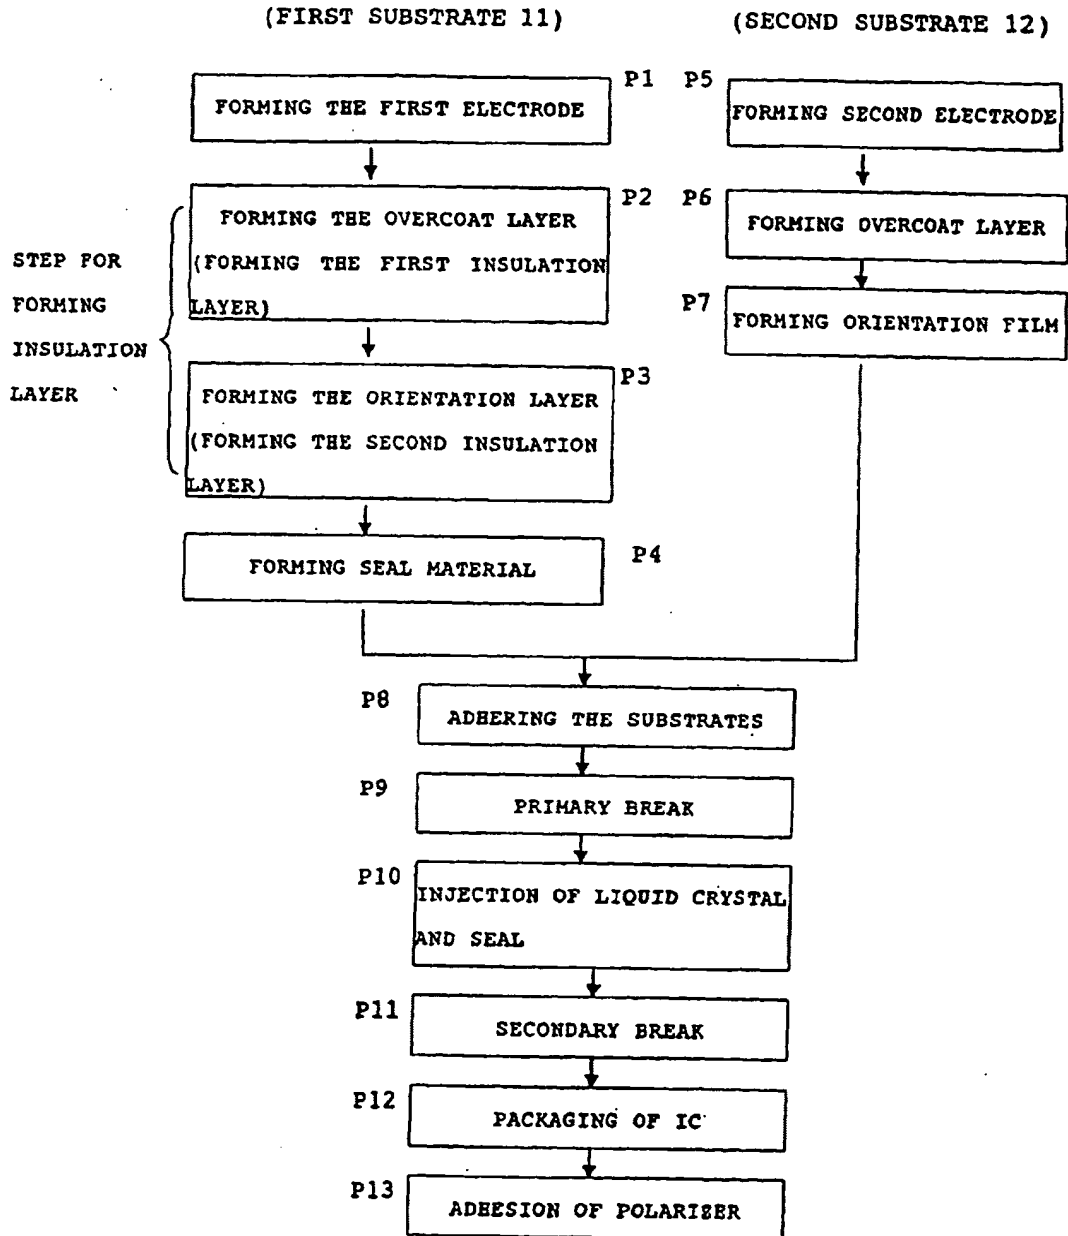 (FIRST SUBSTRATE 11)
(SECOND SUBSTRATE 12)
P1
FORMING THE FIRST ELECTRODE
P2
FORMING THE OVERCOAT LAYER
(FORMING THE FIRST INSULATION
LAYER)
STEP FOR
FORMING
INSULATION
LAYER
P3
FORMING THE ORIENTATION LAYER
(FORMING THE SECOND INSULATION
LAYER)
P4
FORMING SEAL MATERIAL
P5
FORMING SECOND ELECTRODE
P6
FORMING OVERCOAT LAYER
P7
FORMING ORIENTATION FILM
P8
ADHERING THE SUBSTRATES
P9
PRIMARY BREAK
P10
INJECTION OF LIQUID CRYSTAL
AND SEAL
P11
SECONDARY BREAK
P12
PACKAGING OF IC
P13
ADHESION OF POLARIZER